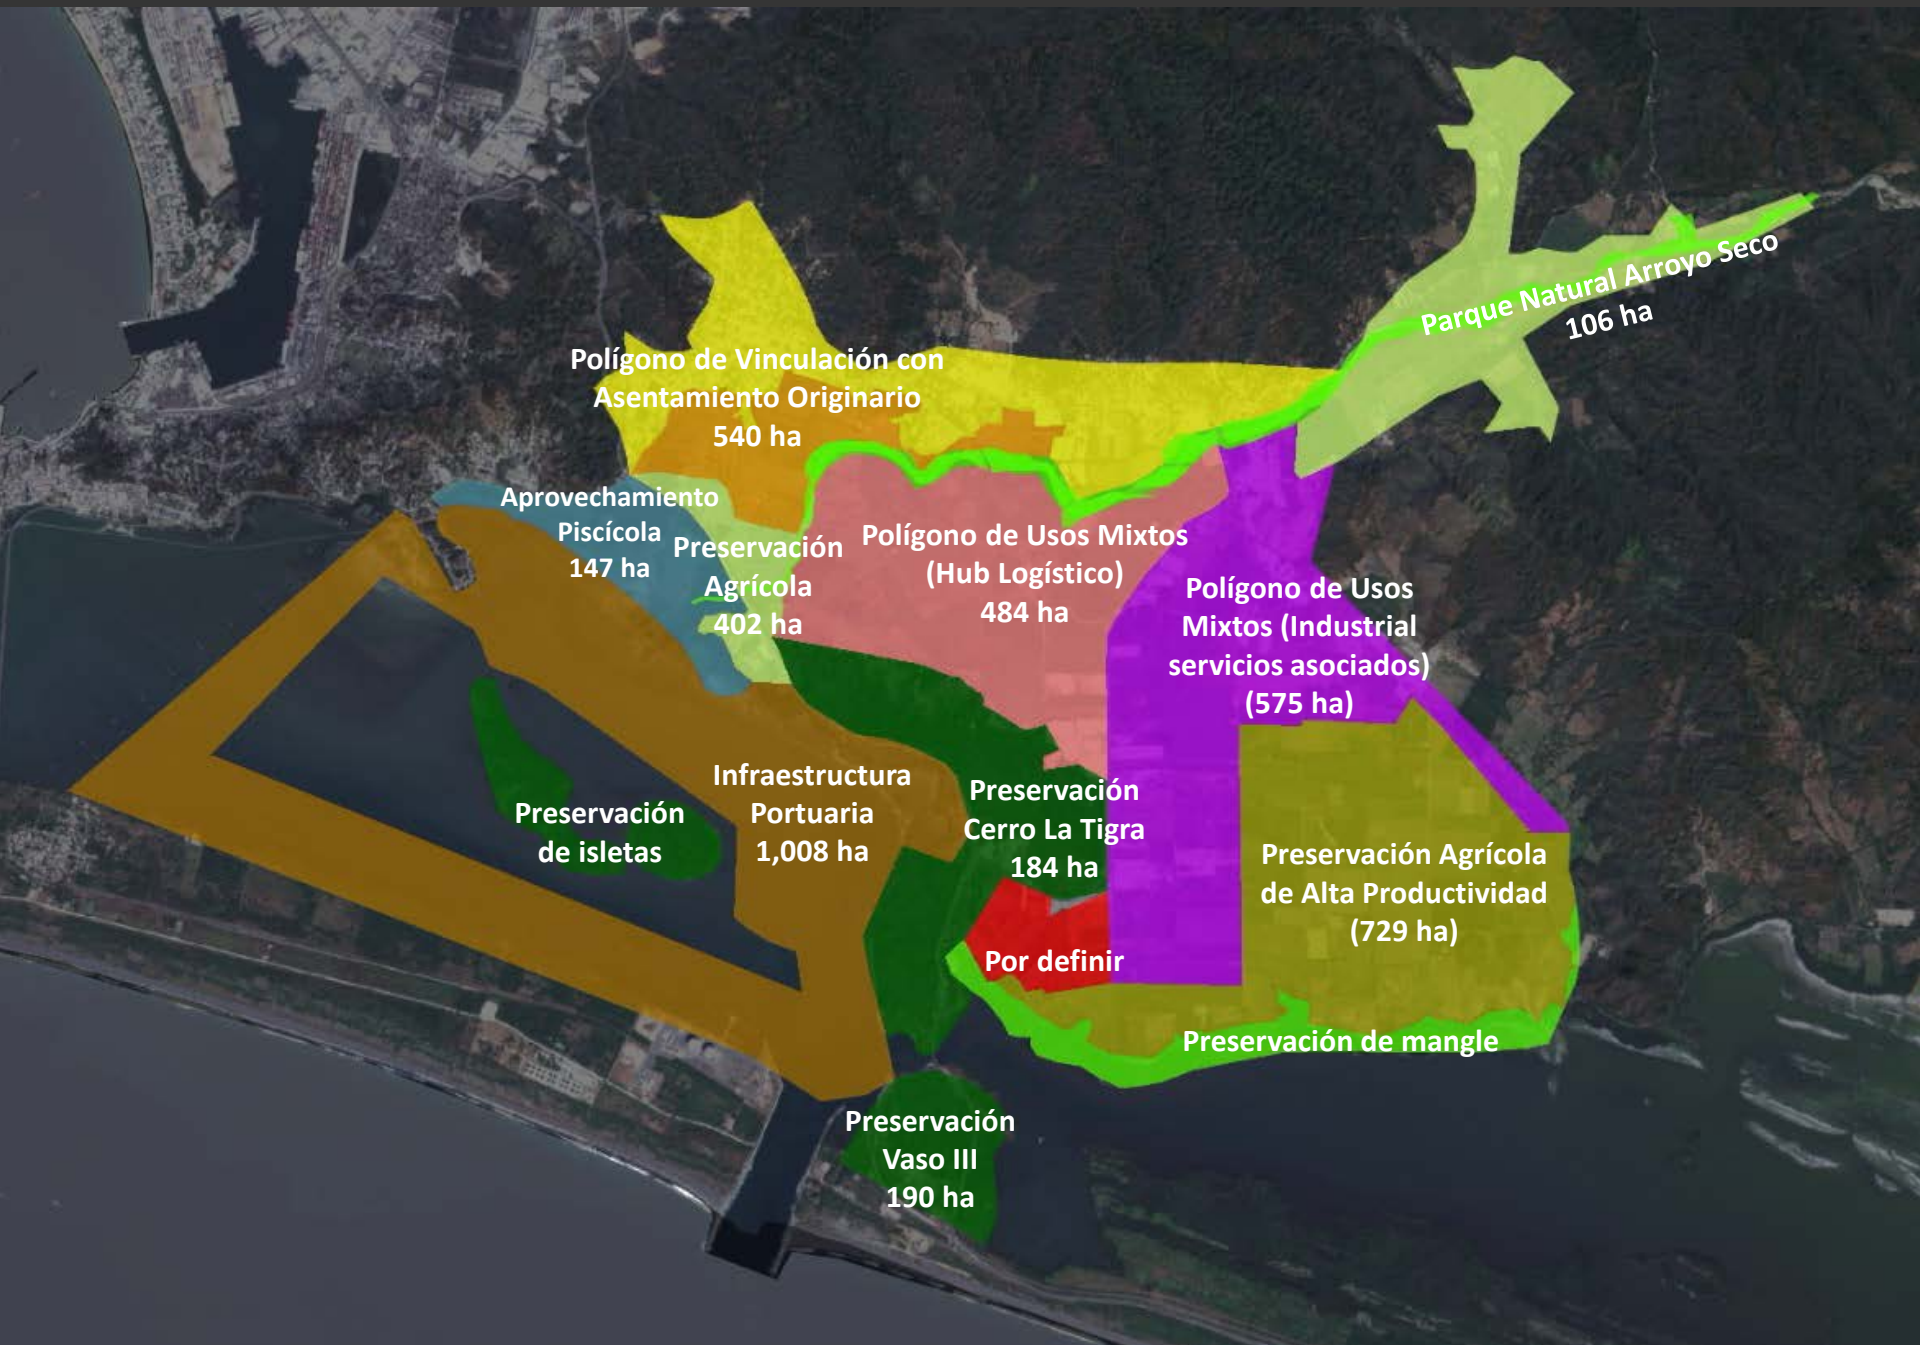 Parque Natural Arroyo Seco
106 ha
Polígono de Vinculación con
Asentamiento Originario
540 ha
Aprovechamiento
Piscícola
147 ha
Preservación
Agrícola
402 ha
Polígono de Usos Mixtos
(Hub Logístico)
484 ha
Polígono de Usos
Mixtos (Industrial
servicios asociados)
(575 ha)
Infraestructura
Portuaria
1,008 ha
Preservación
de isletas
Preservación
Cerro La Tigra
184 ha
Preservación Agrícola
de Alta Productividad
(729 ha)
Por definir
Preservación de mangle
Preservación
Vaso III
190 ha